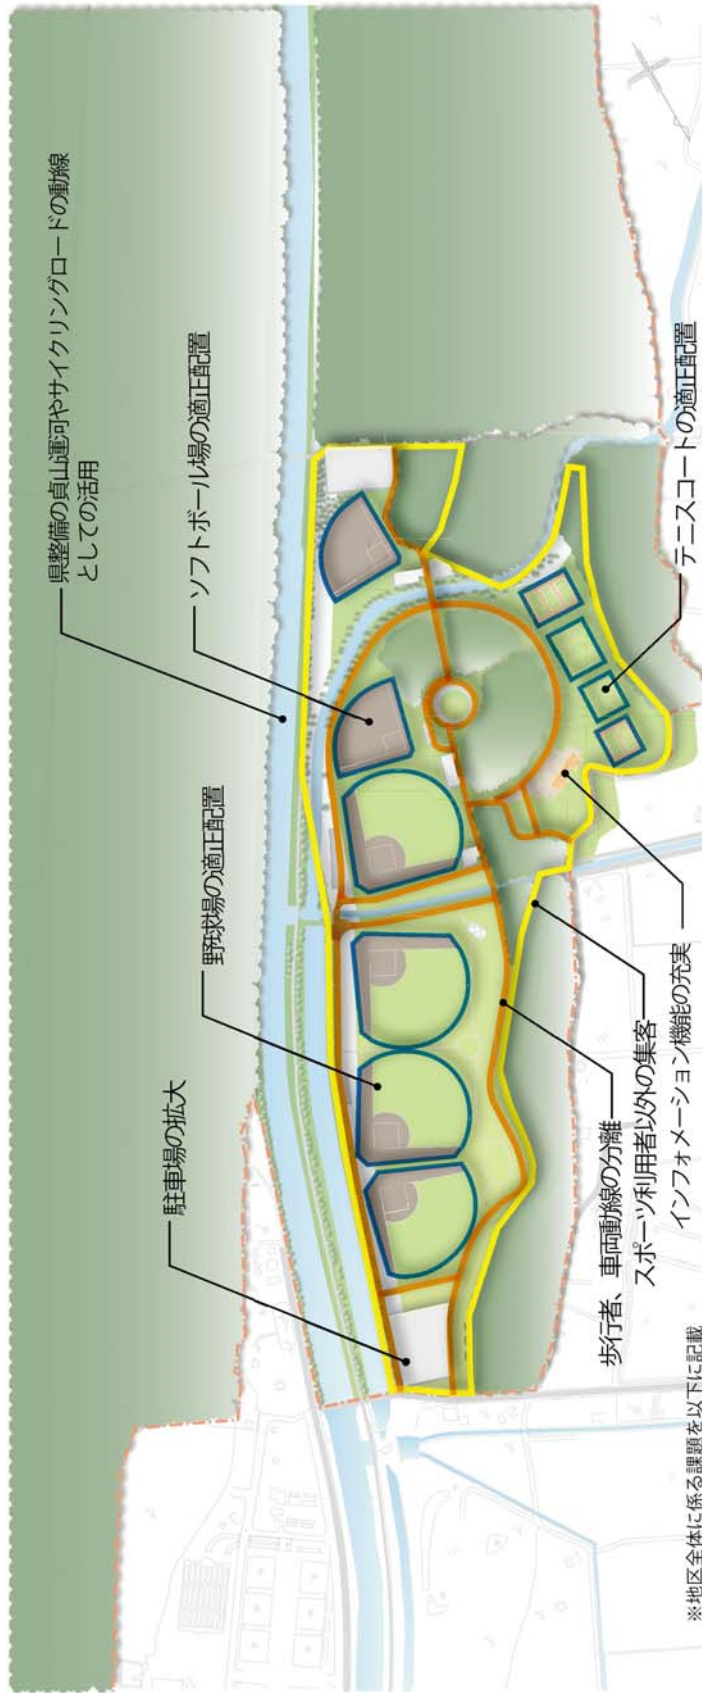 県整備の貞山運河やサイクリングロードの動線
としての活用
ソフトボール場の適正配置
野球場の適正配置
駐車場の拡大
歩行者、車両動線の分離
スポーツ利用者以外の集客
インフォメーション機能の充実
テニスコートの適正配置
※地区全体に係る課題を以下に記載